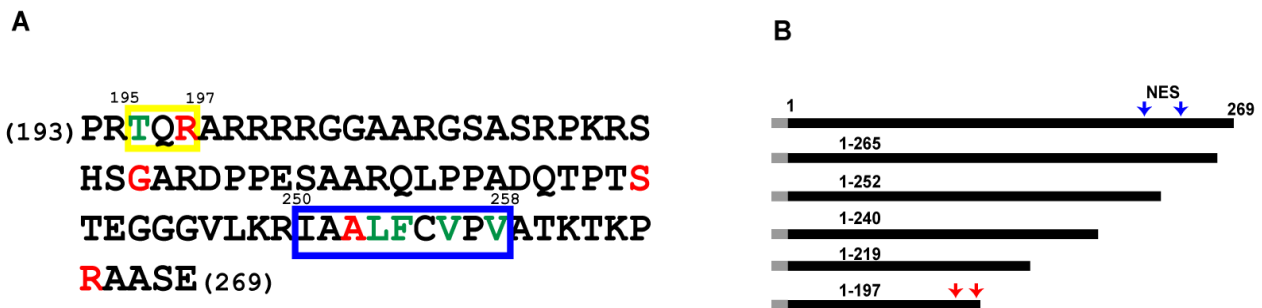 A
195 197
(193) PRTQRARRRRGGAARGSASRPKRS
HSGARDPPESAARQLPPADQTPTS
250 258
TEGGGVLKRIAALFCVPVATKTKP
RAASE (269)
B
NES
1 269
1-265
1-252
1-240
1-219
1-197